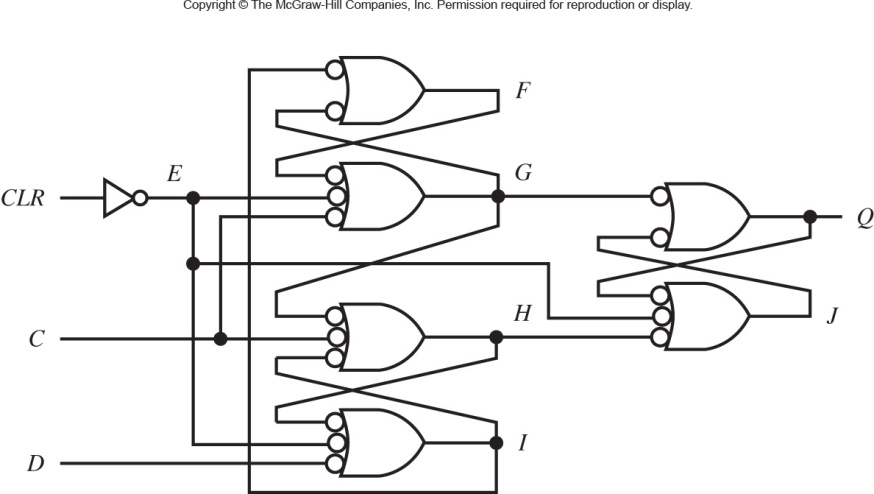 Copyright © The McGraw-Hill Companies, Inc. Permission required for reproduction or display.
F
E
G
CLR
Q
H
J
C
I
D